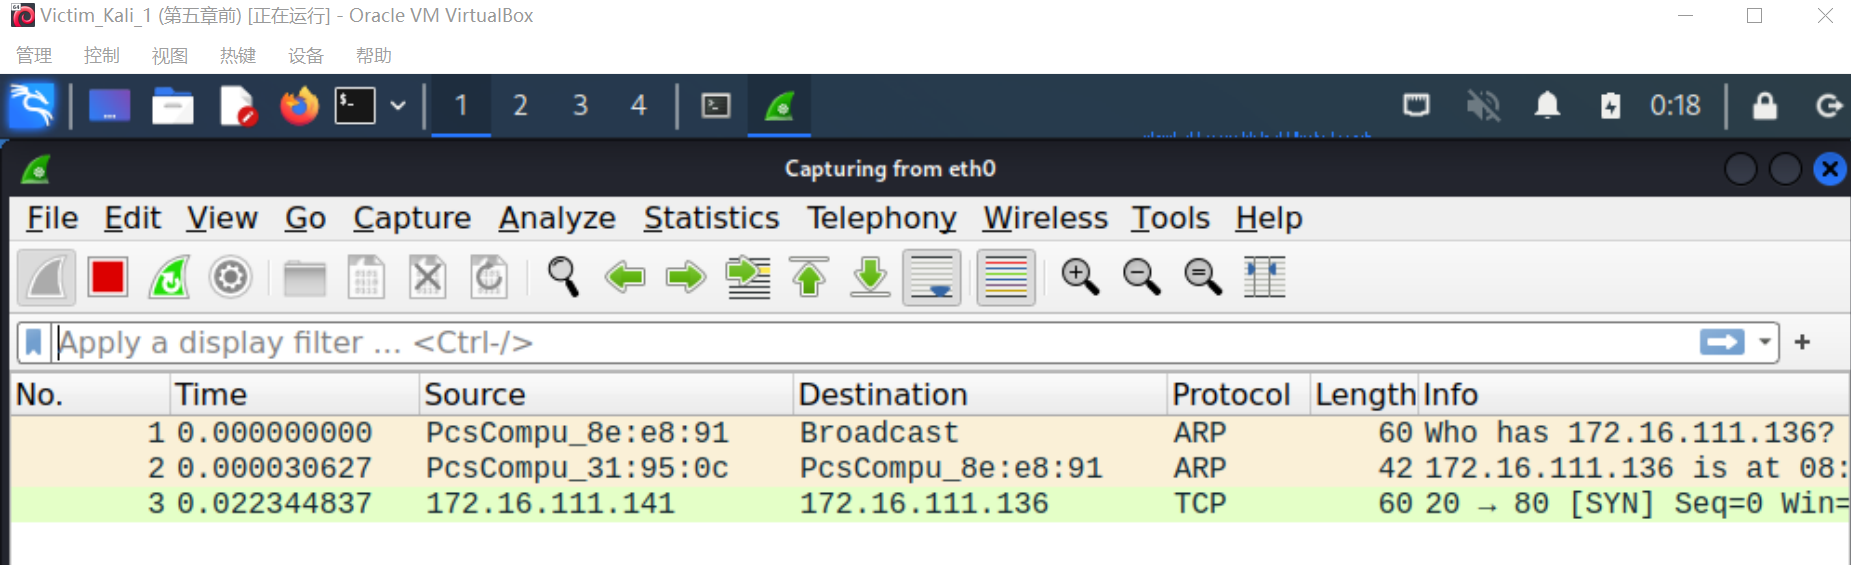 Victim_Kali_1 (第五章前) [正在运行] - Oracle VM VirtualBox
管理 控制 视图 热键 设备 帮助
$- 1 2 3 4 0:18
Capturing from eth0
File Edit View Go Capture Analyze Statistics Telephony Wireless Tools Help
Apply a display filter ... <Ctrl-/> +
No. Time Source Destination Protocol Length Info
1 0.000000000 PcsCompu_8e:e8:91 Broadcast ARP 60 Who has 172.16.111.136?
2 0.000030627 PcsCompu_31:95:0c PcsCompu_8e:e8:91 ARP 42 172.16.111.136 is at 08:
3 0.022344837 172.16.111.141 172.16.111.136 TCP 60 20 → 80 [SYN] Seq=0 Win=